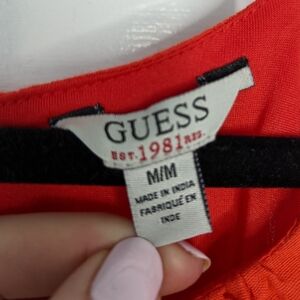 GUESS
EST. 1981 REG.
M/M
MADE IN INDIA
FABRIQUÉ EN
INDE